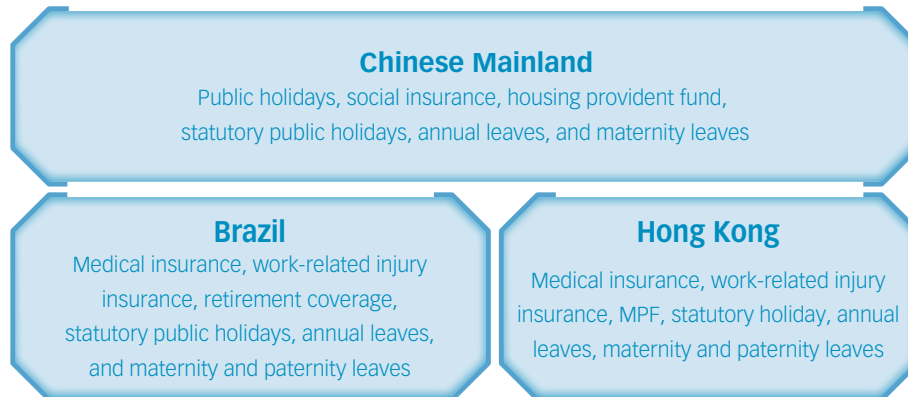 Chinese Mainland
Public holidays, social insurance, housing provident fund,
statutory public holidays, annual leaves, and maternity leaves
Brazil
Medical insurance, work-related injury
insurance, retirement coverage,
statutory public holidays, annual leaves,
and maternity and paternity leaves
Hong Kong
Medical insurance, work-related injury
insurance, MPF, statutory holiday, annual
leaves, maternity and paternity leaves